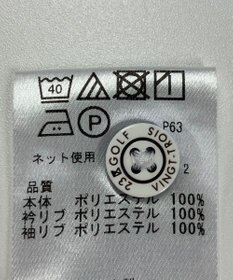 40
P P63
ネット使用
23区GOLF
VINGT-TROIS
2
品質
本体 ポリエステル 100%
衿リブ ポリエステル 100%
袖リブ ポリエステル 100%